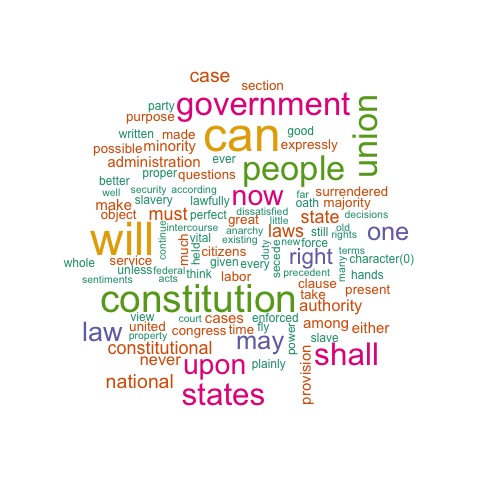 case
section
party
government
union
purpose
written
can
good
possible
minority
made
expressly
administration
ever
people
better
proper
questions
well
security
according
now
far
surrendered
make
slavery
lawfully
oath
majority
object
must
perfect
dissatisfied
little
great
state
old
decisions
will
continue
intercourse
vital
anarchy
laws
still
rights
one
much
held
citizens
existing
duty
secede
new
force
right
terms
whole
service
given
every
many
character(0)
unless
federal
think
labor
precedent
hands
sentiments
acts
clause
present
constitution
take
authority
view
court
cases
enforced
among
either
law
united
congress
time
fly
may
power
slave
property
constitutional
never
upon
plainly
provision
shall
national
states